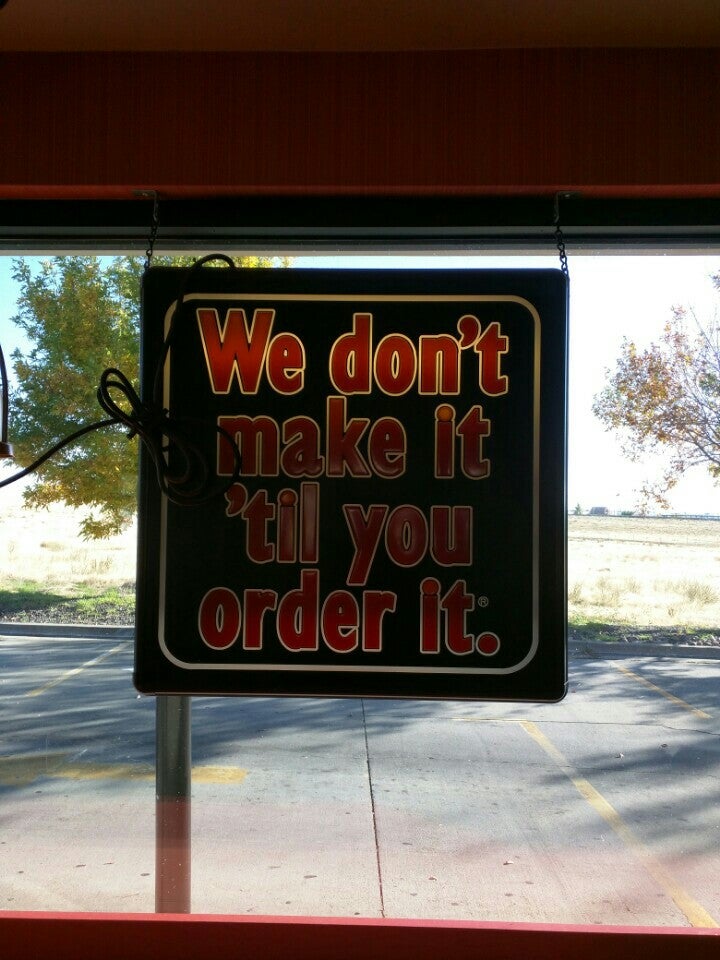 We don't
make it
'til you
order it.®